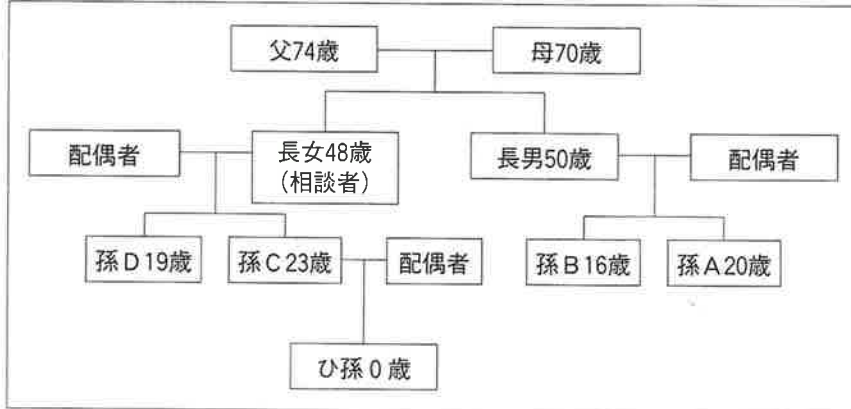 父74歳
母70歳
配偶者
長女48歳
(相談者)
長男50歳
配偶者
孫D19歳
孫C23歳
配偶者
孫B16歳
孫A20歳
ひ孫0歳